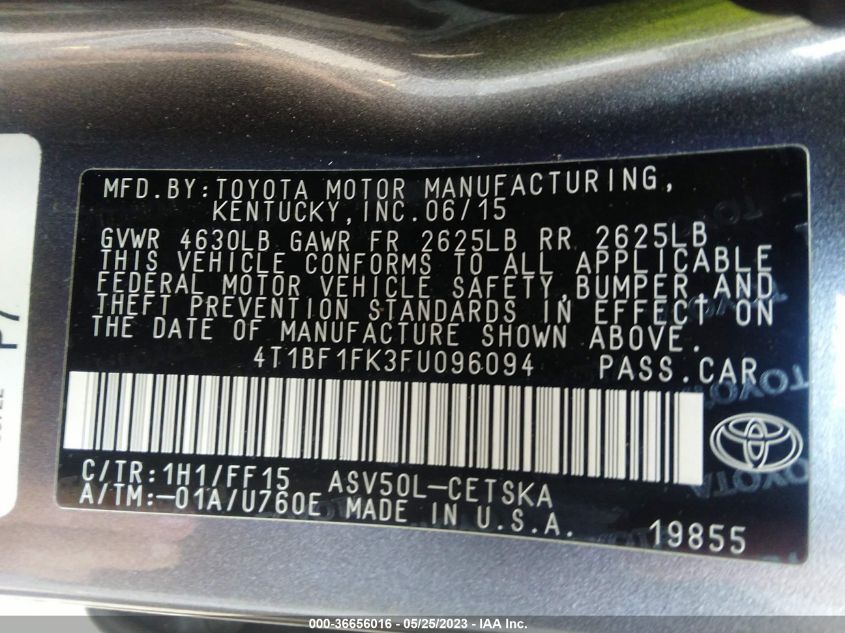 MFD.BY:TOYOTA MOTOR MANUFACTURING,
KENTUCKY,INC.06/15
GVWR 4630LB GAWR FR 2625LB RR 2625LB
THIS VEHICLE CONFORMS TO ALL APPLICABLE
FEDERAL MOTOR VEHICLE SAFETY,BUMPER,AND
THEFT PREVENTION STANDARDS IN EFFECT ON
THE DATE OF MANUFACTURE SHOWN ABOVE.
4T1BF1FK3FU096094 PASS.CAR
C/TR:1H1/FF15 ASV50L-CETSKA
A/TM:-01A/U760E MADE IN U.S.A. 19855
TOYOTA
000-36656016 - 05/25/2023 - © IAA Inc.